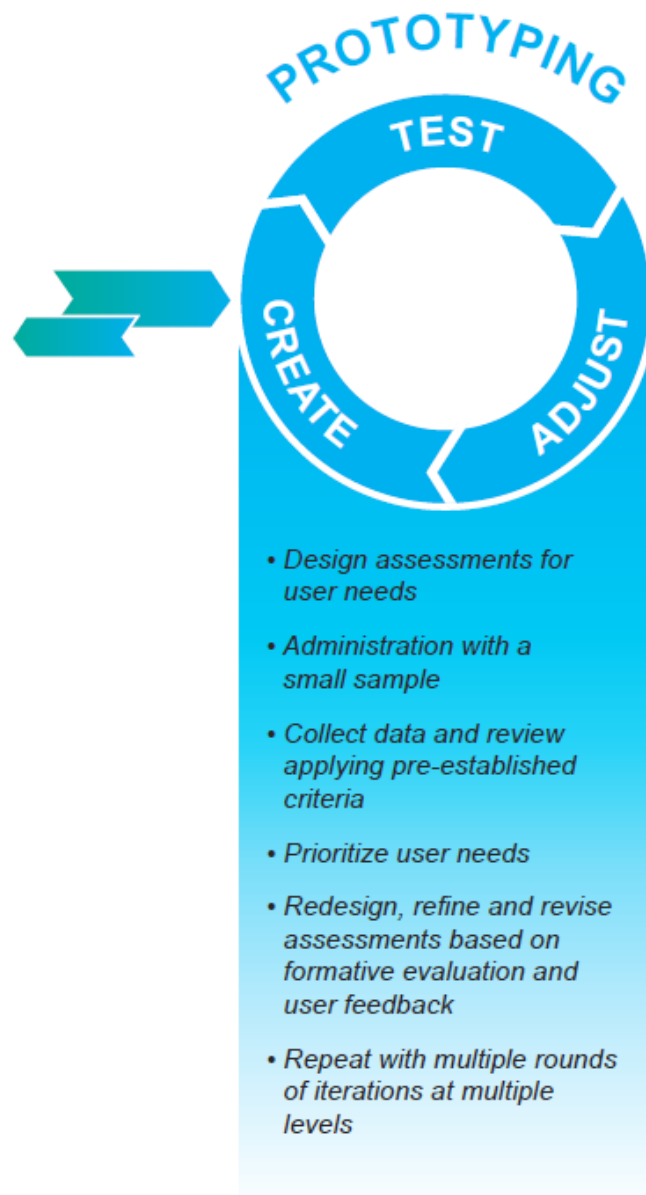 PROTOTYPING
TEST
CREATE
ADJUST
• Design assessments for
user needs
• Administration with a
small sample
• Collect data and review
applying pre-established
criteria
• Prioritize user needs
• Redesign, refine and revise
assessments based on
formative evaluation and
user feedback
• Repeat with multiple rounds
of iterations at multiple
levels